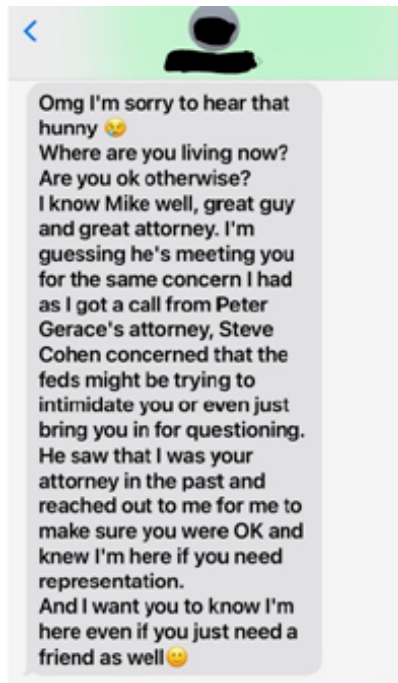 Omg I'm sorry to hear that
hunny 😢
Where are you living now?
Are you ok otherwise?
I know Mike well, great guy
and great attorney. I'm
guessing he's meeting you
for the same concern I had
as I got a call from Peter
Gerace's attorney, Steve
Cohen concerned that the
feds might be trying to
intimidate you or even just
bring you in for questioning.
He saw that I was your
attorney in the past and
reached out to me for me to
make sure you were OK and
knew I'm here if you need
representation.
And I want you to know I'm
here even if you just need a
friend as well🙂